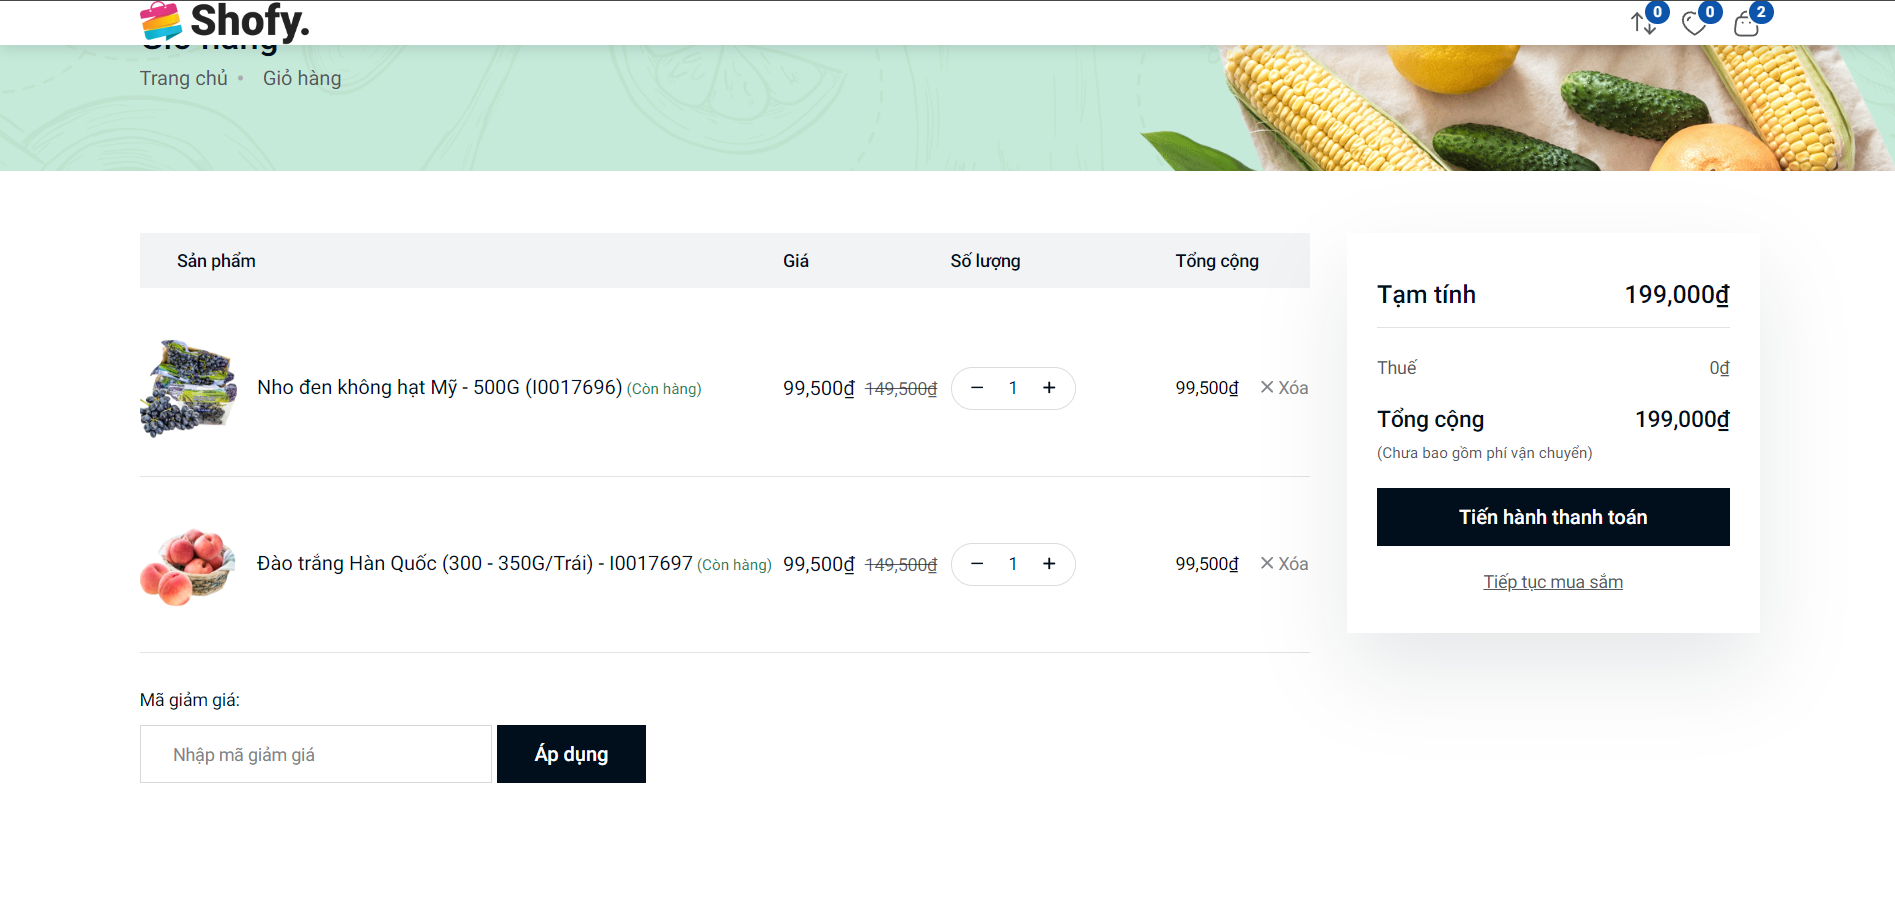 Shofy.
0
0
2
Giỏ hàng
Trang chủ • Giỏ hàng
Sản phẩm Giá Số lượng Tổng cộng
Nho đen không hạt Mỹ - 500G (I0017696) (Còn hàng) 99,500₫ 149,500₫ − 1 + 99,500₫ × Xóa
Đào trắng Hàn Quốc (300 - 350G/Trái) - I0017697 (Còn hàng) 99,500₫ 149,500₫ − 1 + 99,500₫ × Xóa
Mã giảm giá:
Nhập mã giảm giá
Áp dụng
Tạm tính 199,000₫
Thuế 0₫
Tổng cộng 199,000₫
(Chưa bao gồm phí vận chuyển)
Tiến hành thanh toán
Tiếp tục mua sắm